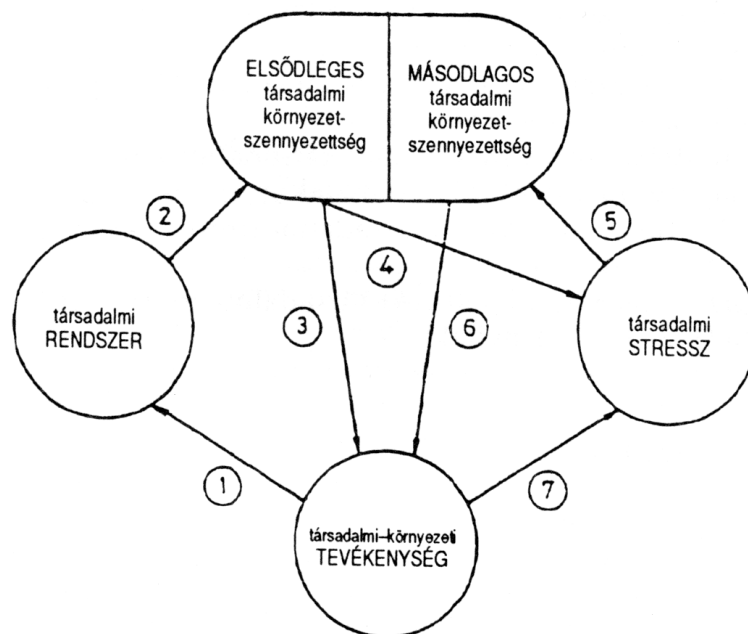 ELSŐDLEGES
társadalmi
környezet-
szennyezettség
MÁSODLAGOS
társadalmi
környezet-
szennyezettség
2
5
4
társadalmi
RENDSZER
3
6
társadalmi
STRESSZ
1
7
társadalmi–környezeti
TEVÉKENYSÉG